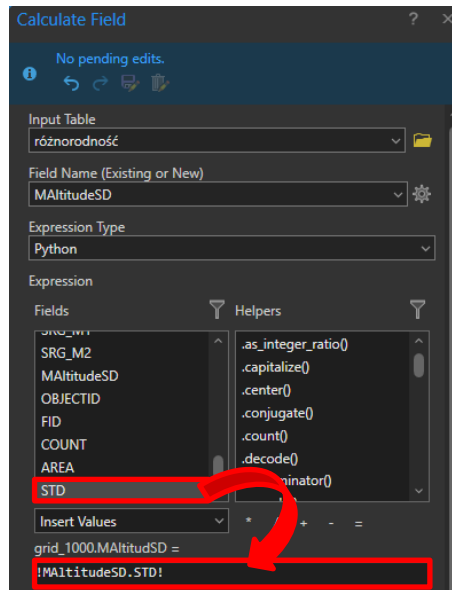 Calculate Field ? ×
No pending edits.
Input Table
różnorodność
Field Name (Existing or New)
MAltitudeSD
Expression Type
Python
Expression
Fields
Helpers
SRG_M1
SRG_M2
MAltitudeSD
OBJECTID
FID
COUNT
AREA
STD
.as_integer_ratio()
.capitalize()
.center()
.conjugate()
.count()
.decode()
Insert Values
* / + - =
grid_1000.MAltitudSD =
!MAltitudeSD.STD!